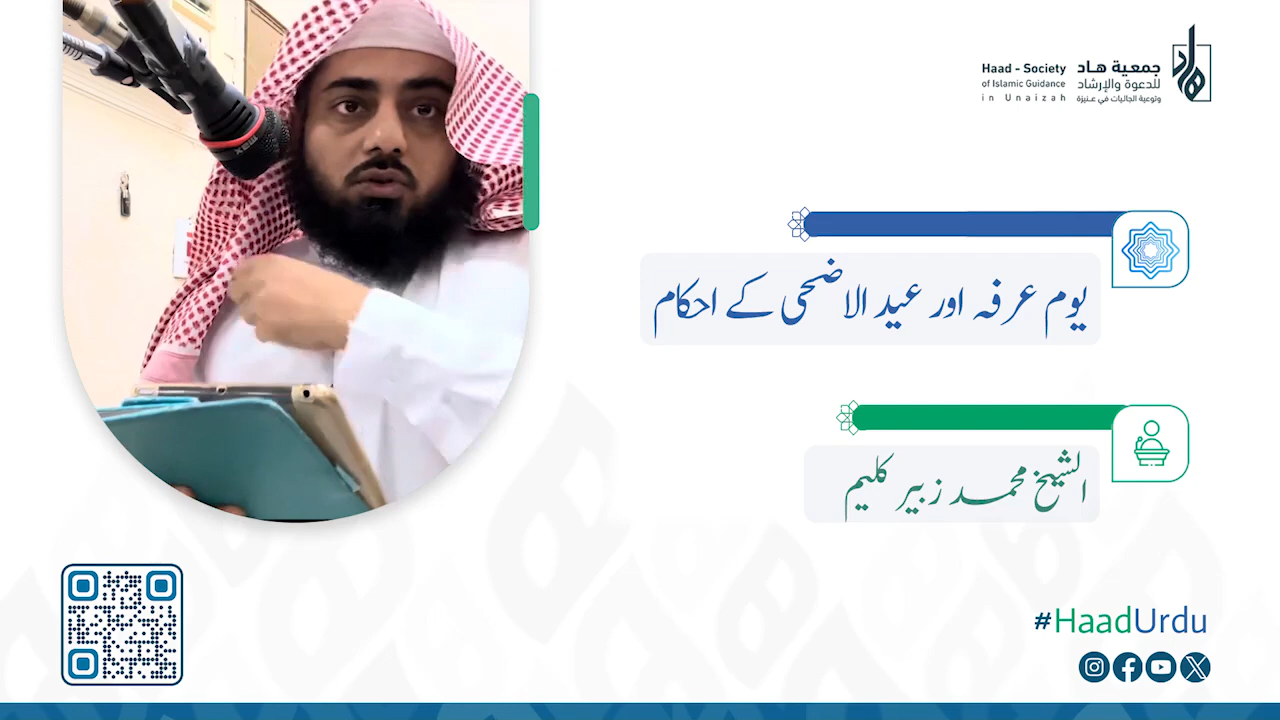 Haad - Society
of Islamic Guidance
in Unaizah
جمعية هاد
للدعوة والإرشاد
وتوعية الجاليات في عنيزة
هاد
یوم عرفہ اور عید الاضحی کے احکام
الشیخ محمد زبیر کلیم
#HaadUrdu